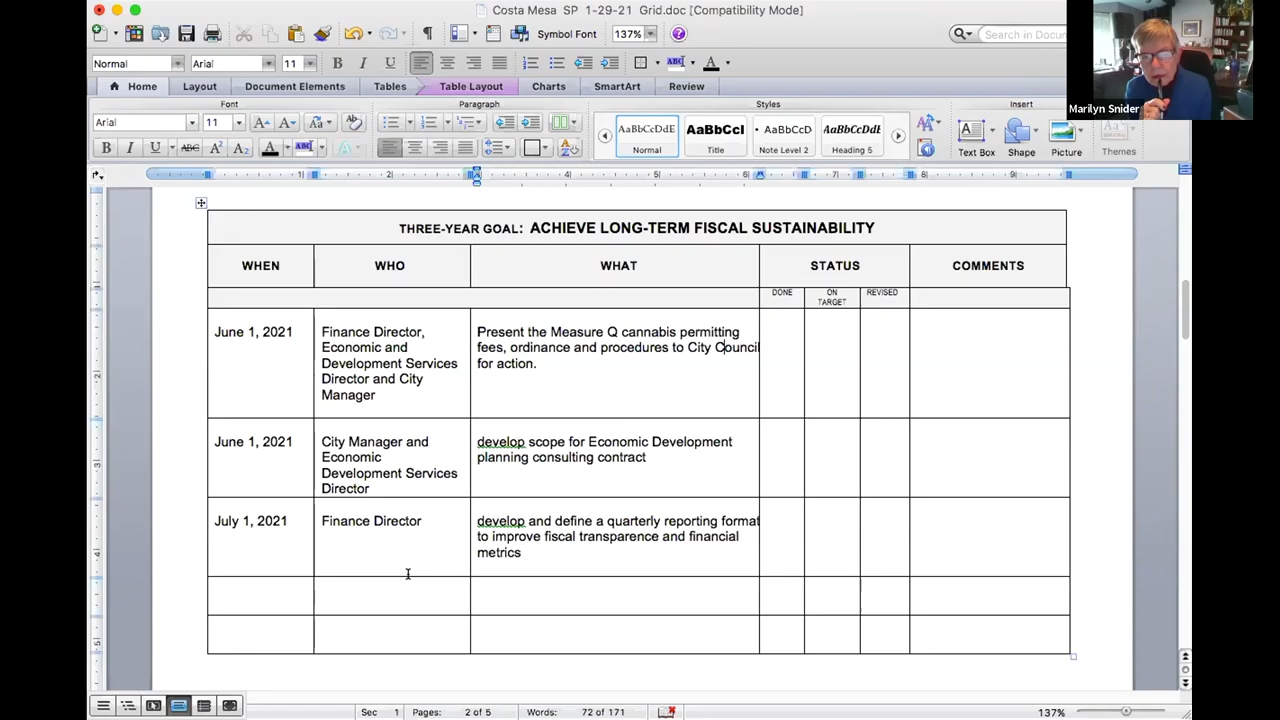 Costa Mesa SP 1-29-21 Grid.doc [Compatibility Mode]
Symbol Font 137% Search in Docum
Normal Arial 11
Home Layout Document Elements Tables Table Layout Charts SmartArt Review
Font Paragraph Styles Insert Themes
Arial 11
AaBbCcDdE AaBbCcI AaBbCcD AaBbCcDdE
Normal Title Note Level 2 Heading 5 Text Box Shape Picture Themes
Marilyn Snider
THREE-YEAR GOAL: ACHIEVE LONG-TERM FISCAL SUSTAINABILITY
WHEN WHO WHAT STATUS COMMENTS
DONE ON TARGET REVISED
June 1, 2021
Finance Director,
Economic and
Development Services
Director and City
Manager
Present the Measure Q cannabis permitting
fees, ordinance and procedures to City Council
for action.
June 1, 2021
City Manager and
Economic
Development Services
Director
develop scope for Economic Development
planning consulting contract
July 1, 2021
Finance Director
develop and define a quarterly reporting format
to improve fiscal transparence and financial
metrics
Sec 1 Pages: 2 of 5 Words: 72 of 171 137%